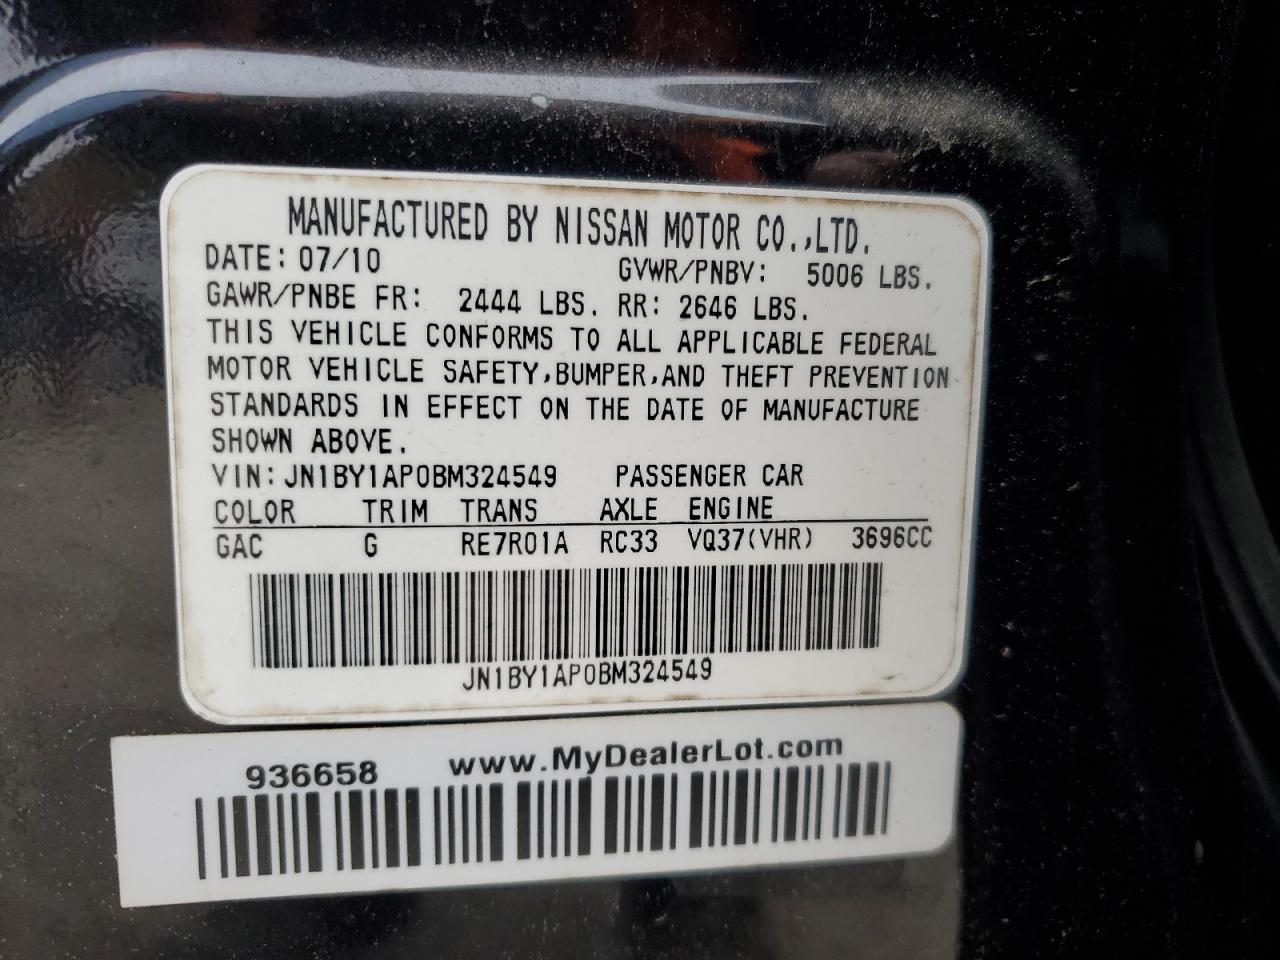 MANUFACTURED BY NISSAN MOTOR CO.,LTD.
DATE: 07/10 GVWR/PNBV: 5006 LBS.
GAWR/PNBE FR: 2444 LBS. RR: 2646 LBS.
THIS VEHICLE CONFORMS TO ALL APPLICABLE FEDERAL
MOTOR VEHICLE SAFETY,BUMPER,AND THEFT PREVENTION
STANDARDS IN EFFECT ON THE DATE OF MANUFACTURE
SHOWN ABOVE.
VIN: JN1BY1AP0BM324549 PASSENGER CAR
COLOR TRIM TRANS AXLE ENGINE
GAC G RE7R01A RC33 VQ37(VHR) 3696CC
JN1BY1AP0BM324549
936658 www.MyDealerLot.com